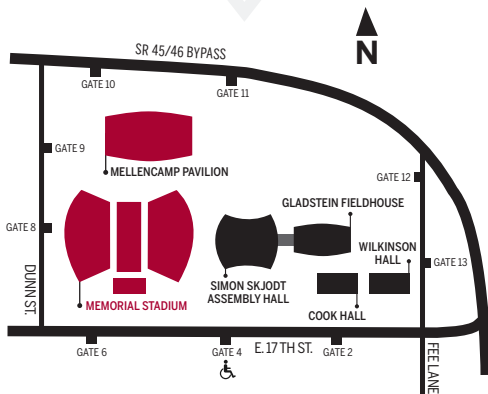 SR 45/46 BYPASS
N
GATE 10
GATE 11
GATE 9
MELLENCAMP PAVILION
GATE 12
GLADSTEIN FIELDHOUSE
GATE 8
WILKINSON
HALL
GATE 13
DUNN ST.
SIMON SKJODT
ASSEMBLY HALL
MEMORIAL STADIUM
COOK HALL
GATE 6
GATE 4
E. 17 TH ST.
GATE 2
FEE LANE